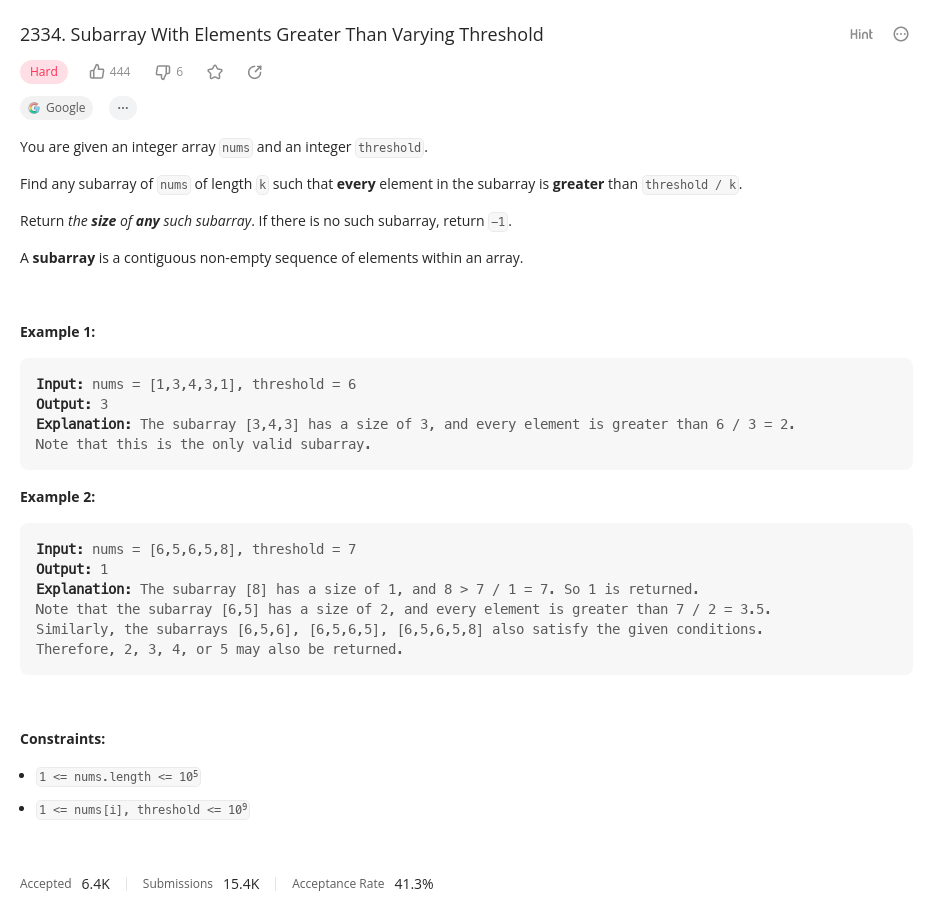 2334. Subarray With Elements Greater Than Varying Threshold
Hint
Hard 444 6
Google ...
You are given an integer array nums and an integer threshold.
Find any subarray of nums of length k such that every element in the subarray is greater than threshold / k.
Return the size of any such subarray. If there is no such subarray, return -1.
A subarray is a contiguous non-empty sequence of elements within an array.
Example 1:
Input: nums = [1,3,4,3,1], threshold = 6
Output: 3
Explanation: The subarray [3,4,3] has a size of 3, and every element is greater than 6 / 3 = 2.
Note that this is the only valid subarray.
Example 2:
Input: nums = [6,5,6,5,8], threshold = 7
Output: 1
Explanation: The subarray [8] has a size of 1, and 8 > 7 / 1 = 7. So 1 is returned.
Note that the subarray [6,5] has a size of 2, and every element is greater than 7 / 2 = 3.5.
Similarly, the subarrays [6,5,6], [6,5,6,5], [6,5,6,5,8] also satisfy the given conditions.
Therefore, 2, 3, 4, or 5 may also be returned.
Constraints:
• 1 <= nums.length <= 10⁵
• 1 <= nums[i], threshold <= 10⁹
Accepted 6.4K Submissions 15.4K Acceptance Rate 41.3%